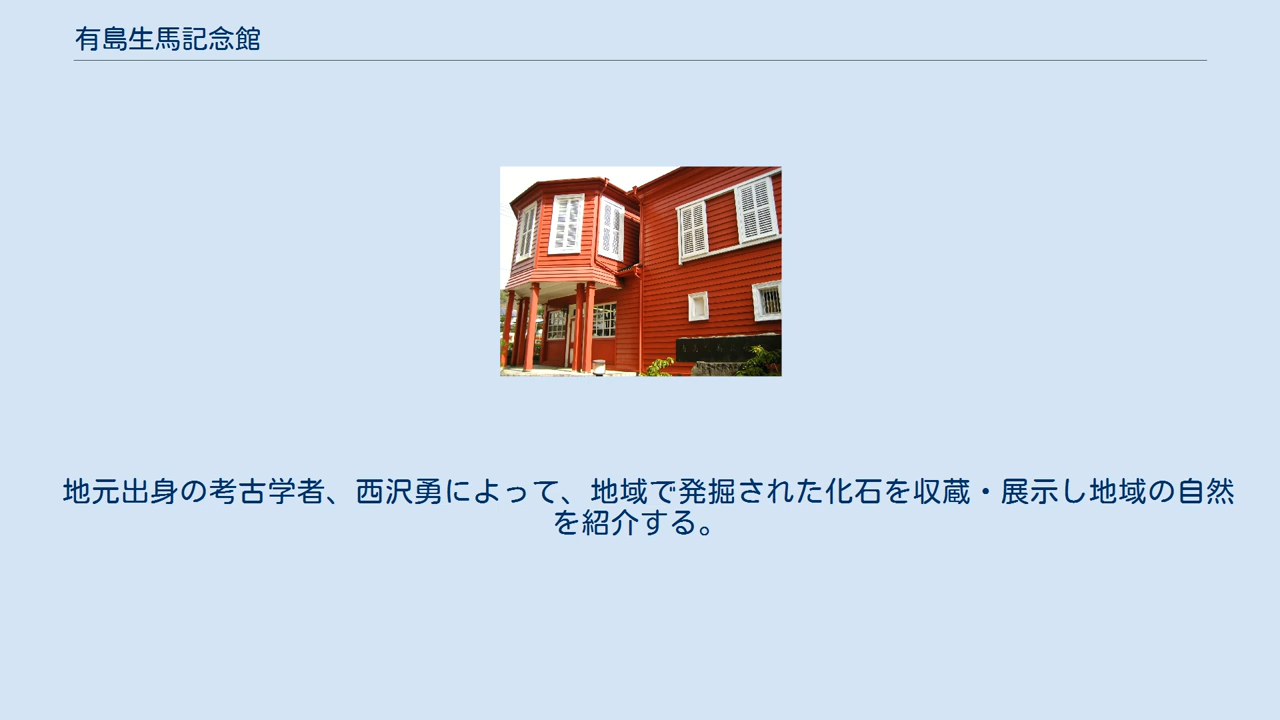 有島生馬記念館
地元出身の考古学者、西沢勇によって、地域で発掘された化石を収蔵・展示し地域の自然
を紹介する。